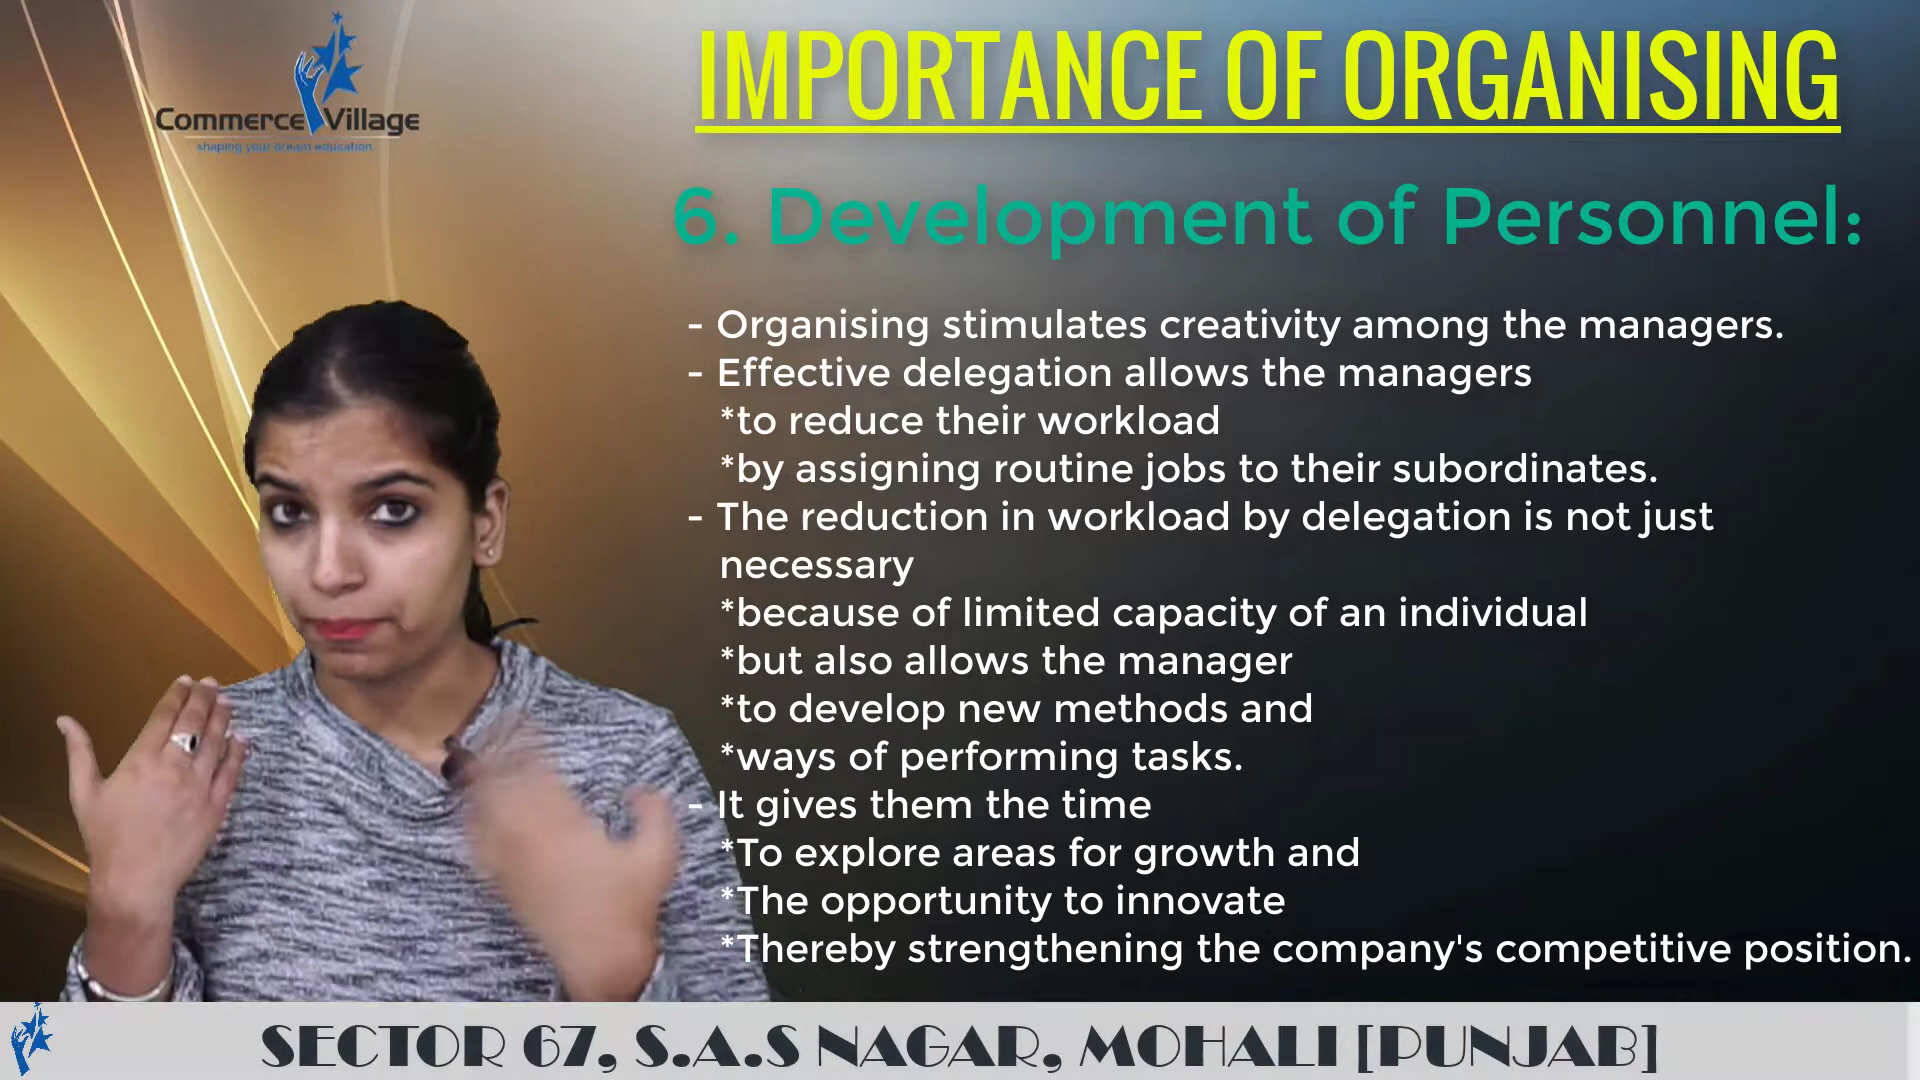 Commerce Village
shaping your dream education
IMPORTANCE OF ORGANISING
6. Development of Personnel:
- Organising stimulates creativity among the managers.
- Effective delegation allows the managers
*to reduce their workload
*by assigning routine jobs to their subordinates.
- The reduction in workload by delegation is not just
necessary
*because of limited capacity of an individual
*but also allows the manager
*to develop new methods and
*ways of performing tasks.
- It gives them the time
*To explore areas for growth and
*The opportunity to innovate
*Thereby strengthening the company's competitive position.
SECTOR 67, S.A.S NAGAR, MOHALI [PUNJAB]